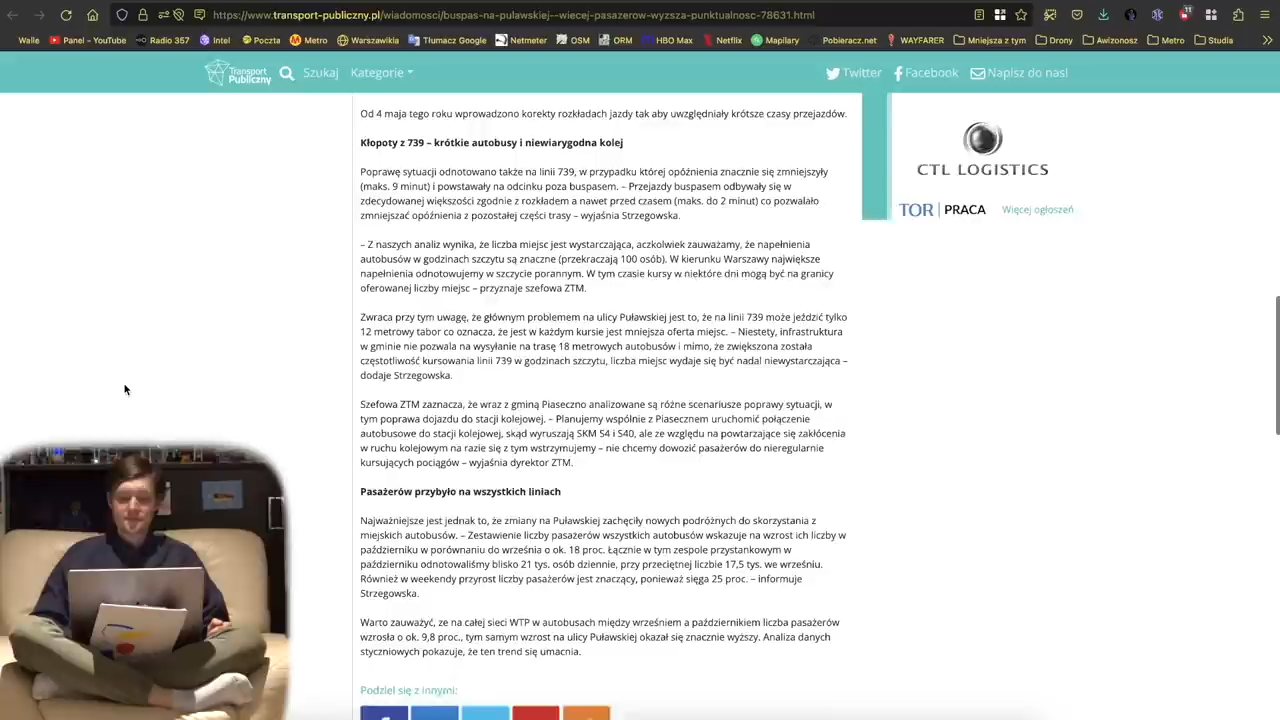 https://www.transport-publiczny.pl/wiadomosci/buspas-na-pulawskiej--wiecej-pasazerow-wyzsza-punktualnosc-78631.html
11
Walle Panel - YouTube Radio 357 Intel Poczta Metro Warszawikia Tłumacz Google Netmeter OSM ORM HBO Max Netflix Mapilary Pobieracz.net WAYFARER Mniejsza z tym Drony Awizonosz Metro Studia
Transport Publiczny Szukaj Kategorie Twitter Facebook Napisz do nas!
Od 4 maja tego roku wprowadzono korekty rozkładach jazdy tak aby uwzględniały krótsze czasy przejazdów.
Kłopoty z 739 – krótkie autobusy i niewiarygodna kolej
Poprawę sytuacji odnotowano także na linii 739, w przypadku której opóźnienia znacznie się zmniejszyły
(maks. 9 minut) i powstawały na odcinku poza buspasem. – Przejazdy buspasem odbywały się w
zdecydowanej większości zgodnie z rozkładem a nawet przed czasem (maks. do 2 minut) co pozwalało
zmniejszać opóźnienia z pozostałej części trasy – wyjaśnia Strzegowska.
– Z naszych analiz wynika, że liczba miejsc jest wystarczająca, aczkolwiek zauważamy, że napełnienia
autobusów w godzinach szczytu są znaczne (przekraczają 100 osób). W kierunku Warszawy największe
napełnienia odnotowujemy w szczycie porannym. W tym czasie kursy w niektóre dni mogą być na granicy
oferowanej liczby miejsc – przyznaje szefowa ZTM.
Zwraca przy tym uwagę, że głównym problemem na ulicy Puławskiej jest to, że na linii 739 może jeździć tylko
12 metrowy tabor co oznacza, że jest w każdym kursie jest mniejsza oferta miejsc. – Niestety, infrastruktura
w gminie nie pozwala na wysyłanie na trasę 18 metrowych autobusów i mimo, że zwiększona została
częstotliwość kursowania linii 739 w godzinach szczytu, liczba miejsc wydaje się być nadal niewystarczająca –
dodaje Strzegowska.
Szefowa ZTM zaznacza, że wraz z gminą Piaseczno analizowane są różne scenariusze poprawy sytuacji, w
tym poprawa dojazdu do stacji kolejowej. – Planujemy wspólnie z Piasecznem uruchomić połączenie
autobusowe do stacji kolejowej, skąd wyruszają SKM S4 i S40, ale ze względu na powtarzające się zakłócenia
w ruchu kolejowym na razie się z tym wstrzymujemy – nie chcemy dowozić pasażerów do nieregularnie
kursujących pociągów – wyjaśnia dyrektor ZTM.
Pasażerów przybyło na wszystkich liniach
Najważniejsze jest jednak to, że zmiany na Puławskiej zachęciły nowych podróżnych do skorzystania z
miejskich autobusów. – Zestawienie liczby pasażerów wszystkich autobusów wskazuje na wzrost ich liczby w
październiku w porównaniu do września o ok. 18 proc. Łącznie w tym zespole przystankowym w
październiku odnotowaliśmy blisko 21 tys. osób dziennie, przy przeciętnej liczbie 17,5 tys. we wrześniu.
Również w weekendy przyrost liczby pasażerów jest znaczący, ponieważ sięga 25 proc. – informuje
Strzegowska.
Warto zauważyć, ze na całej sieci WTP w autobusach między wrześniem a październikiem liczba pasażerów
wzrosła o ok. 9,8 proc., tym samym wzrost na ulicy Puławskiej okazał się znacznie wyższy. Analiza danych
styczniowych pokazuje, że ten trend się umacnia.
Podziel się z innymi:
CTL LOGISTICS
TOR | PRACA Więcej ogłoszeń